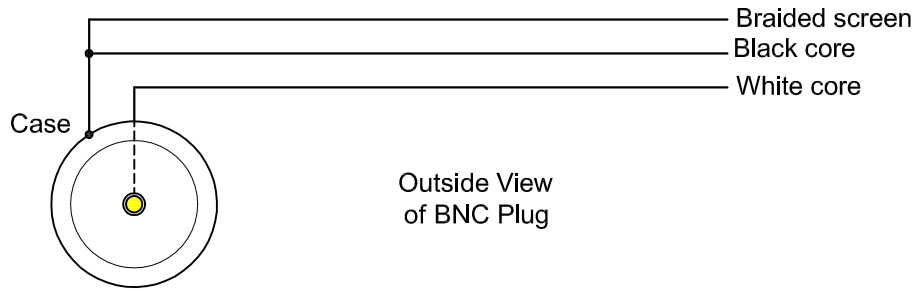 Braided screen
Black core
White core
Case
Outside View
of BNC Plug